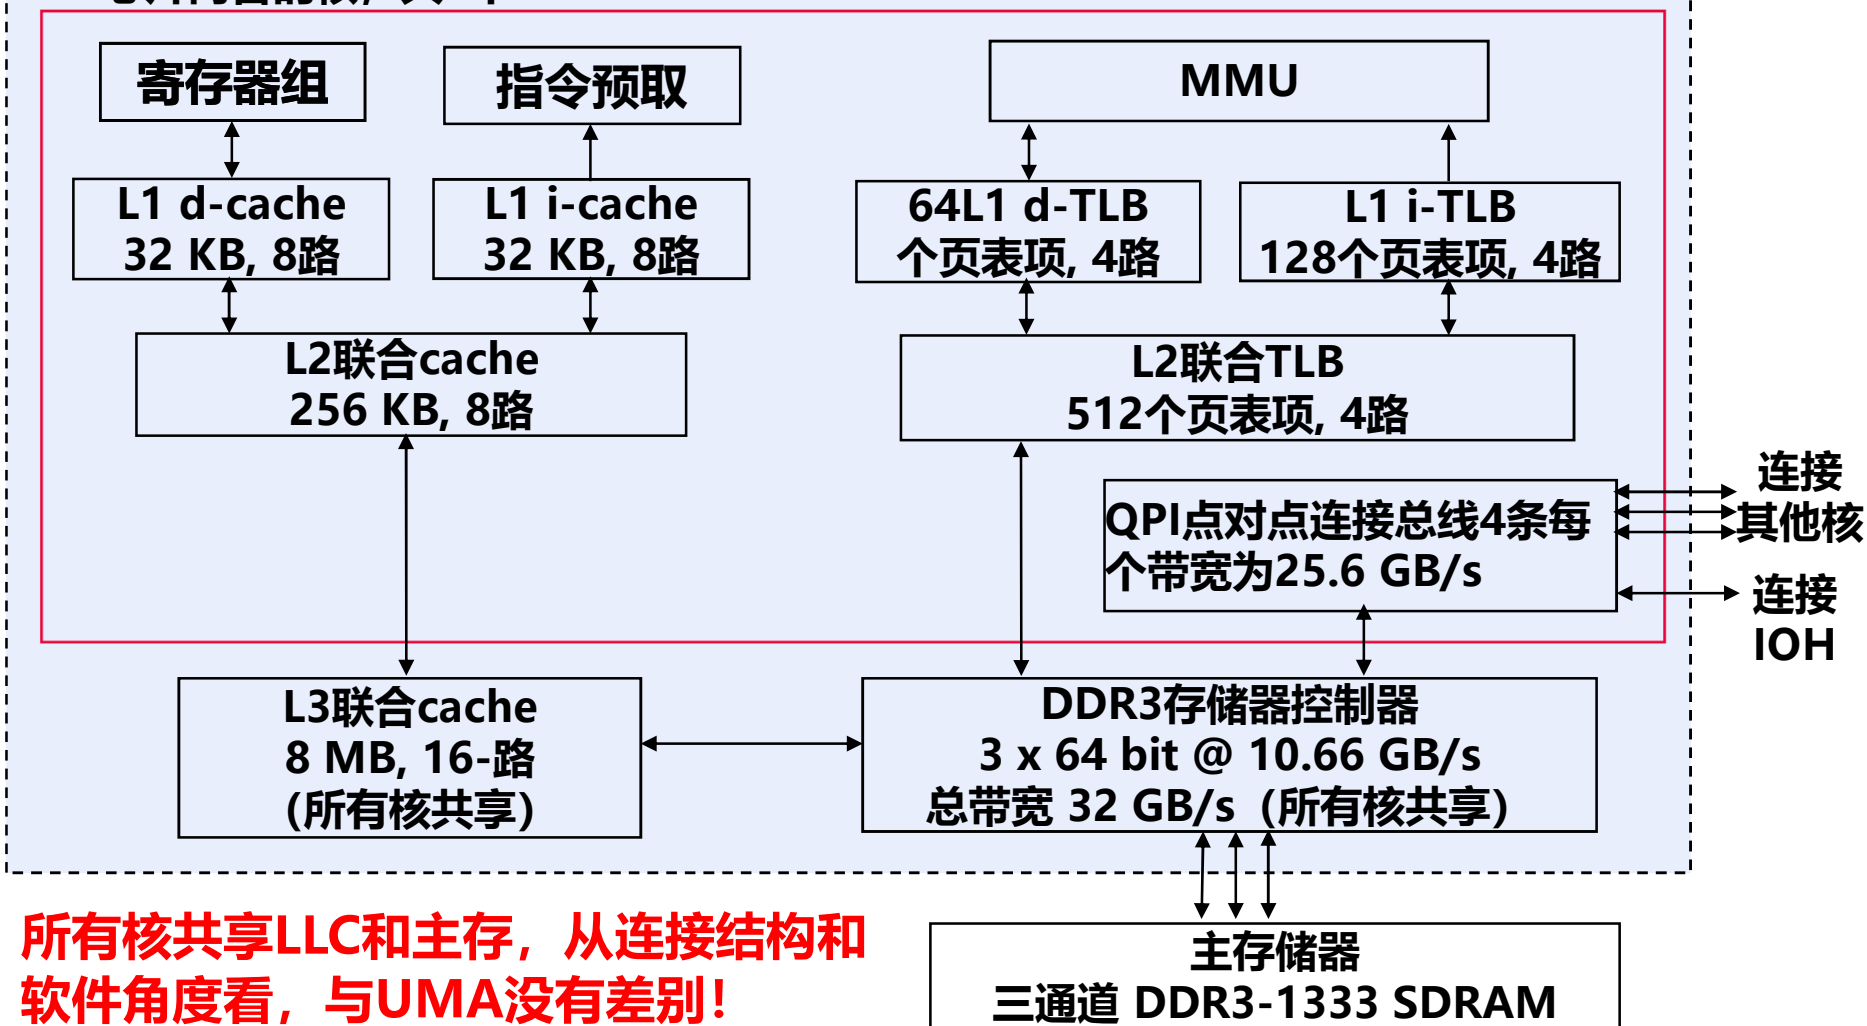 寄存器组
指令预取
MMU
L1 d-cache
32 KB, 8路
L1 i-cache
32 KB, 8路
64L1 d-TLB
个页表项, 4路
L1 i-TLB
128个页表项, 4路
L2联合cache
256 KB, 8路
L2联合TLB
512个页表项, 4路
QPI点对点连接总线4条每
个带宽为25.6 GB/s
连接
其他核
连接
IOH
L3联合cache
8 MB, 16-路
(所有核共享)
DDR3存储器控制器
3 x 64 bit @ 10.66 GB/s
总带宽 32 GB/s (所有核共享)
所有核共享LLC和主存，从连接结构和
软件角度看，与UMA没有差别！
主存储器
三通道 DDR3-1333 SDRAM